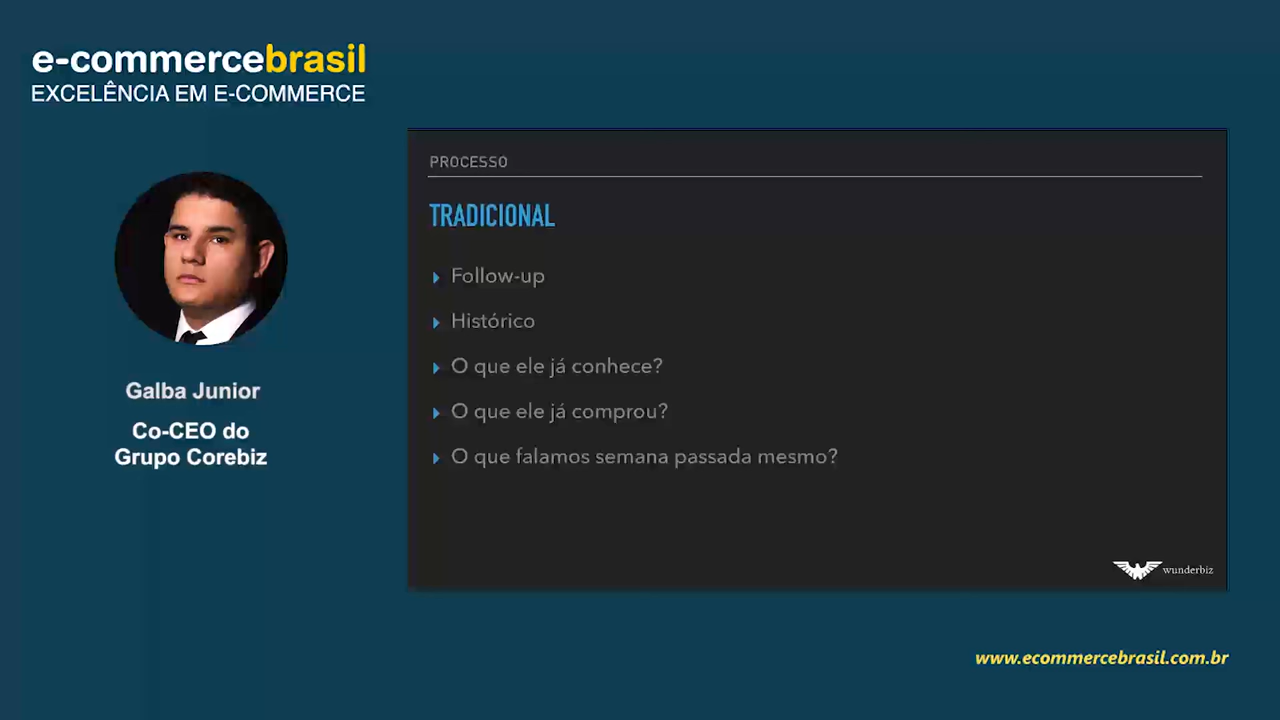 e-commercebrasil
EXCELÊNCIA EM E-COMMERCE
Galba Junior
Co-CEO do
Grupo Corebiz
PROCESSO
TRADICIONAL
Follow-up
Histórico
O que ele já conhece?
O que ele já comprou?
O que falamos semana passada mesmo?
wunderbiz
www.ecommercebrasil.com.br